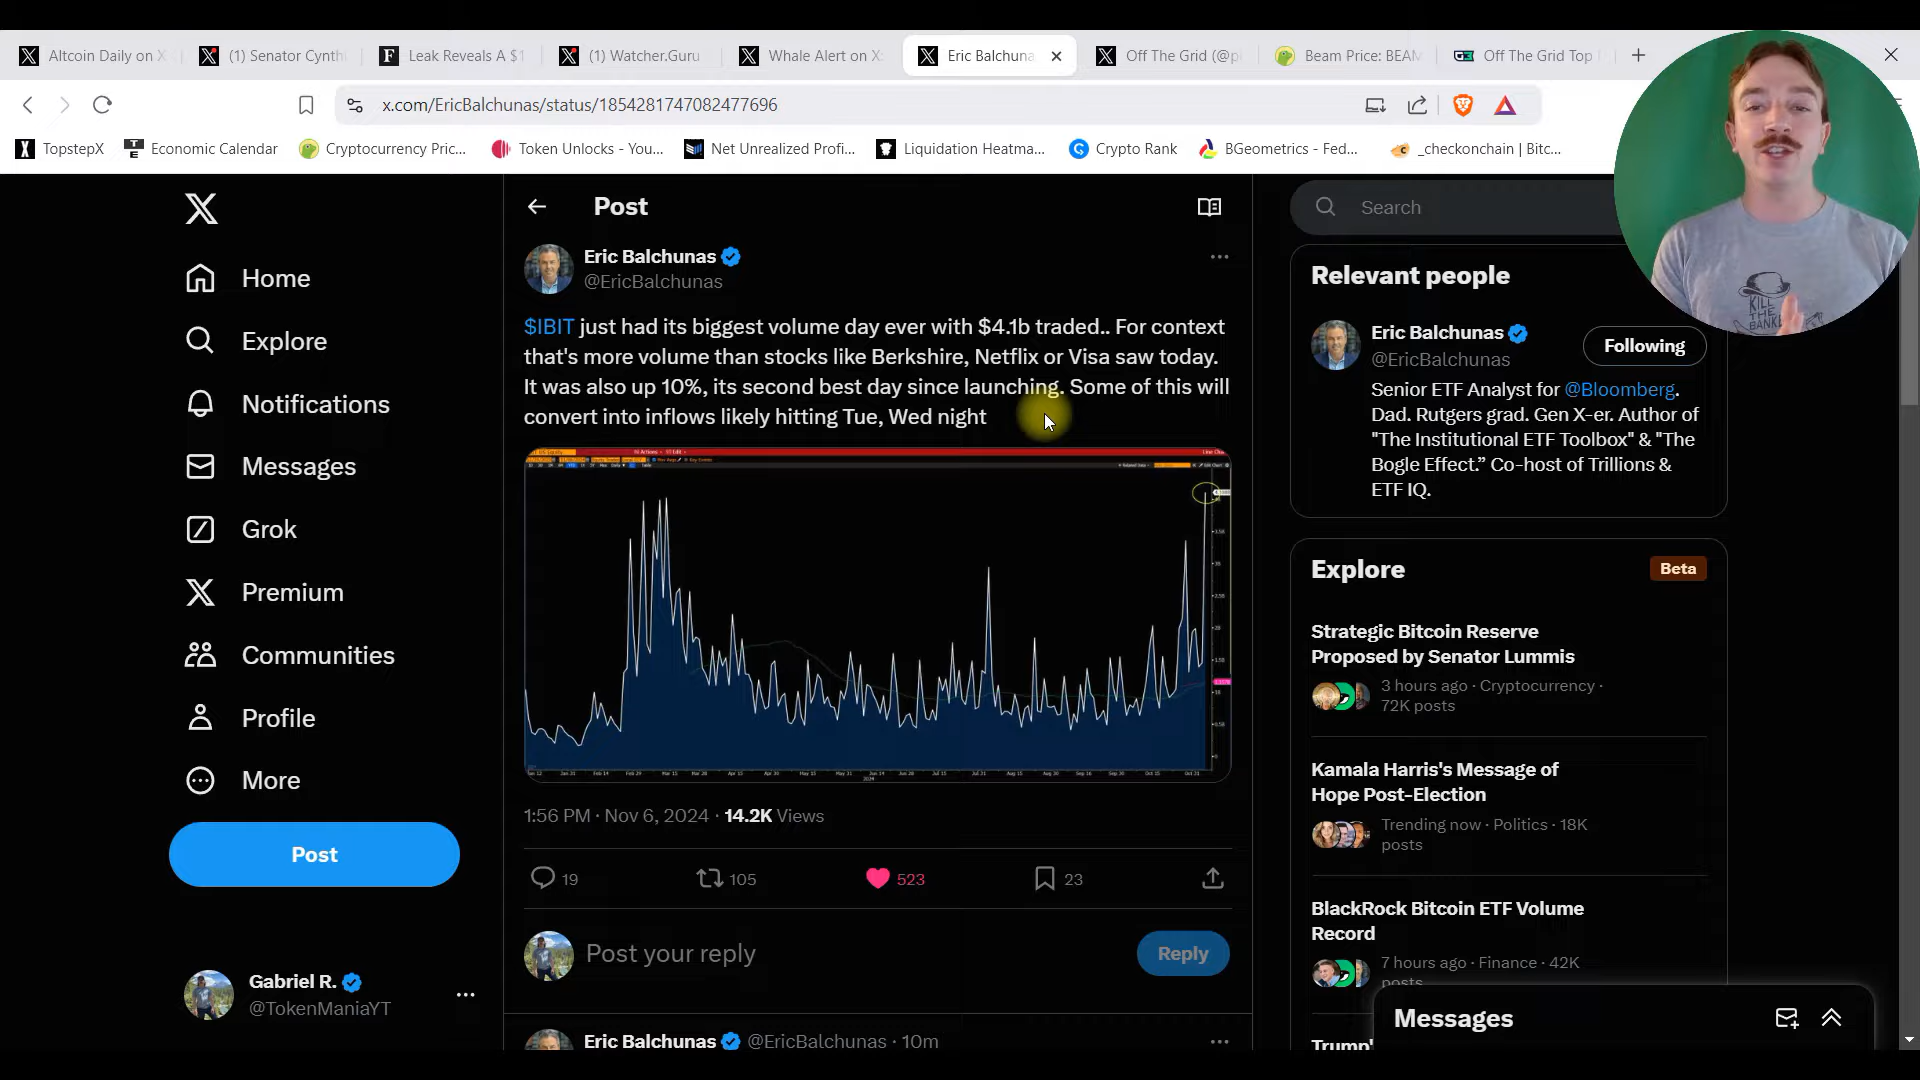 Altcoin Daily on X
(1) Senator Cynthi
Leak Reveals A $1
(1) Watcher.Guru
Whale Alert on X:
Eric Balchuna
Off The Grid (@p
Beam Price: BEAM
Off The Grid Top
x.com/EricBalchunas/status/1854281747082477696
TopstepX
Economic Calendar
Cryptocurrency Pric...
Token Unlocks - You...
Net Unrealized Profi...
Liquidation Heatma...
Crypto Rank
BGeometrics - Fed...
_checkonchain | Bitc...
Home
Explore
Notifications
Messages
Grok
Premium
Communities
Profile
More
Post
Gabriel R.
@TokenManiaYT
Post
Eric Balchunas
@EricBalchunas
$IBIT just had its biggest volume day ever with $4.1b traded.. For context
that's more volume than stocks like Berkshire, Netflix or Visa saw today.
It was also up 10%, its second best day since launching. Some of this will
convert into inflows likely hitting Tue, Wed night
1:56 PM · Nov 6, 2024 · 14.2K Views
19
105
523
23
Post your reply
Reply
Eric Balchunas @EricBalchunas · 10m
Search
KILL
THE
BANKE
Relevant people
Eric Balchunas
@EricBalchunas
Following
Senior ETF Analyst for @Bloomberg.
Dad. Rutgers grad. Gen X-er. Author of
"The Institutional ETF Toolbox" & "The
Bogle Effect.” Co-host of Trillions &
ETF IQ.
Explore
Beta
Strategic Bitcoin Reserve
Proposed by Senator Lummis
3 hours ago · Cryptocurrency ·
72K posts
Kamala Harris's Message of
Hope Post-Election
Trending now · Politics · 18K
posts
BlackRock Bitcoin ETF Volume
Record
7 hours ago · Finance · 42K
posts
Trump'
Messages